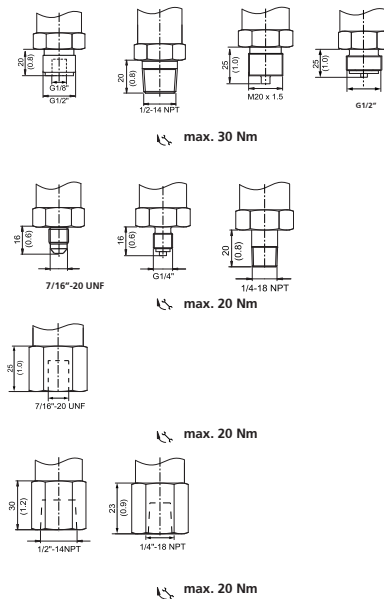 20
(0.8)
G1/8"
G1/2"
20
(0.8)
1/2-14 NPT
25
(1.0)
M20 x 1.5
25
(1.0)
G1/2"
max. 30 Nm
16
(0.6)
7/16"-20 UNF
16
(0.6)
G1/4"
20
(0.8)
1/4-18 NPT
max. 20 Nm
25
(1.0)
7/16"-20 UNF
max. 20 Nm
30
(1.2)
1/2"-14NPT
23
(0.9)
1/4"-18 NPT
max. 20 Nm